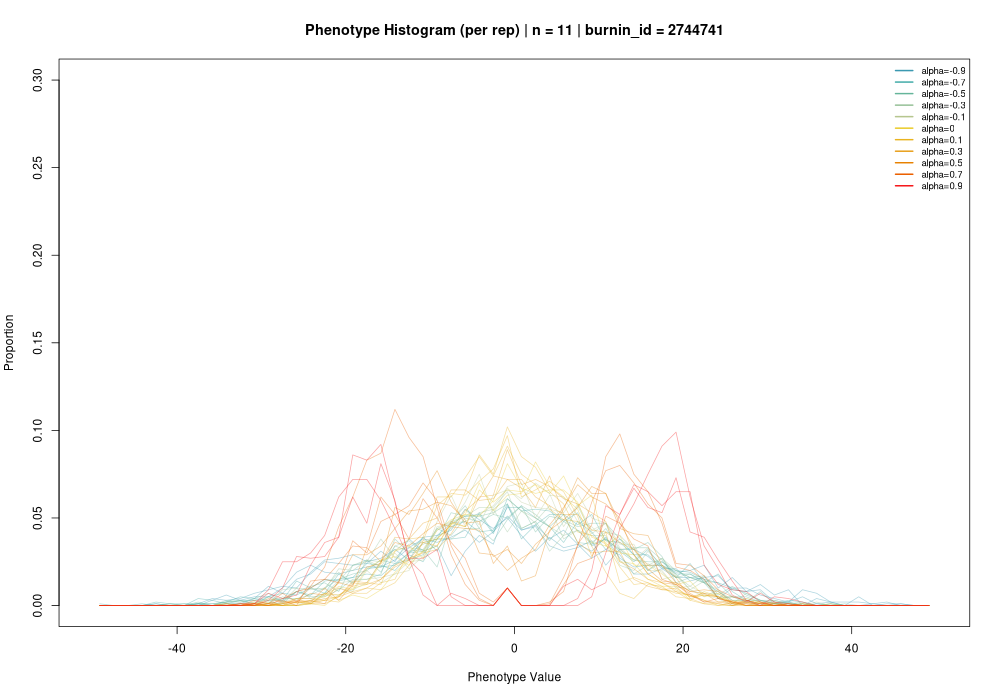 Phenotype Histogram (per rep) | n = 11 | burnin_id = 2744741
alpha=-0.9
alpha=-0.7
alpha=-0.5
alpha=-0.3
alpha=-0.1
alpha=0
alpha=0.1
alpha=0.3
alpha=0.5
alpha=0.7
alpha=0.9
Proportion
0.30
0.25
0.20
0.15
0.10
0.05
0.00
-40
-20
0
20
40
Phenotype Value